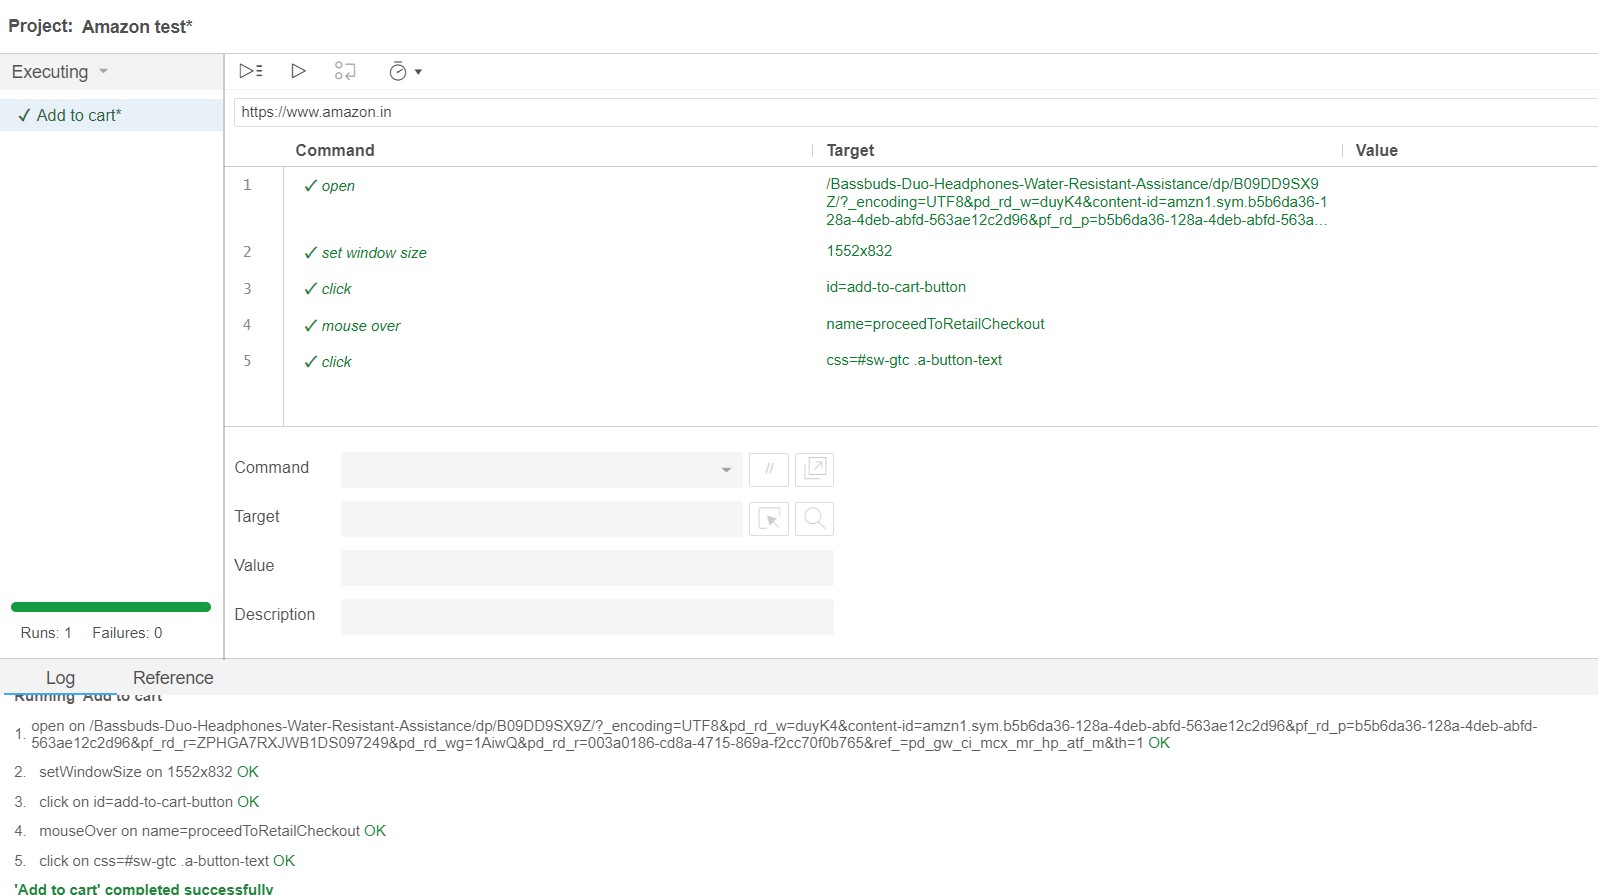 Project: Amazon test*
Executing
✓ Add to cart*
https://www.amazon.in
Command Target Value
1 ✓ open /Bassbuds-Duo-Headphones-Water-Resistant-Assistance/dp/B09DD9SX9
Z/?_encoding=UTF8&pd_rd_w=duyK4&content-id=amzn1.sym.b5b6da36-1
28a-4deb-abfd-563ae12c2d96&pf_rd_p=b5b6da36-128a-4deb-abfd-563a...
2 ✓ set window size 1552x832
3 ✓ click id=add-to-cart-button
4 ✓ mouse over name=proceedToRetailCheckout
5 ✓ click css=#sw-gtc .a-button-text
Command //
Target
Value
Description
Runs: 1 Failures: 0
Log Reference
Running 'Add to cart'
1. open on /Bassbuds-Duo-Headphones-Water-Resistant-Assistance/dp/B09DD9SX9Z/?_encoding=UTF8&pd_rd_w=duyK4&content-id=amzn1.sym.b5b6da36-128a-4deb-abfd-563ae12c2d96&pf_rd_p=b5b6da36-128a-4deb-abfd-
563ae12c2d96&pf_rd_r=ZPHGA7RXJWB1DS097249&pd_rd_wg=1AiwQ&pd_rd_r=003a0186-cd8a-4715-869a-f2cc70f0b765&ref_=pd_gw_ci_mcx_mr_hp_atf_m&th=1 OK
2. setWindowSize on 1552x832 OK
3. click on id=add-to-cart-button OK
4. mouseOver on name=proceedToRetailCheckout OK
5. click on css=#sw-gtc .a-button-text OK
'Add to cart' completed successfully